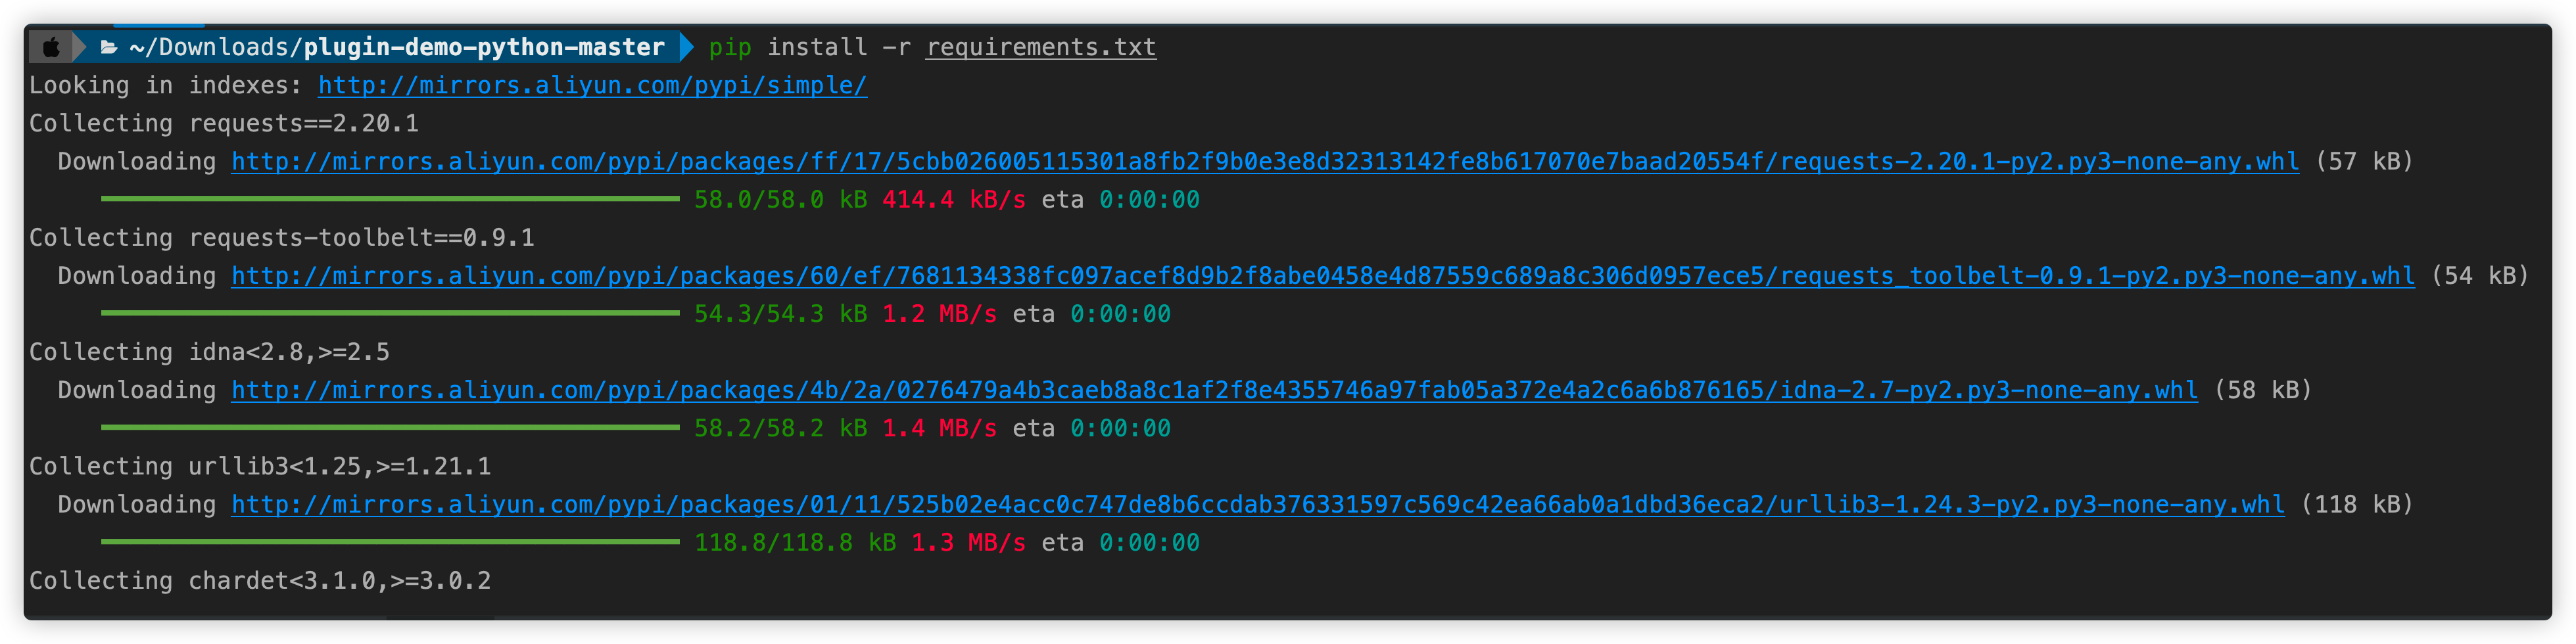 ~/Downloads/plugin-demo-python-master pip install -r requirements.txt
Looking in indexes: http://mirrors.aliyun.com/pypi/simple/
Collecting requests==2.20.1
Downloading http://mirrors.aliyun.com/pypi/packages/ff/17/5cbb026005115301a8fb2f9b0e3e8d32313142fe8b617070e7baad20554f/requests-2.20.1-py2.py3-none-any.whl (57 kB)
58.0/58.0 kB 414.4 kB/s eta 0:00:00
Collecting requests-toolbelt==0.9.1
Downloading http://mirrors.aliyun.com/pypi/packages/60/ef/7681134338fc097acef8d9b2f8abe0458e4d87559c689a8c306d0957ece5/requests_toolbelt-0.9.1-py2.py3-none-any.whl (54 kB)
54.3/54.3 kB 1.2 MB/s eta 0:00:00
Collecting idna<2.8,>=2.5
Downloading http://mirrors.aliyun.com/pypi/packages/4b/2a/0276479a4b3caeb8a8c1af2f8e4355746a97fab05a372e4a2c6a6b876165/idna-2.7-py2.py3-none-any.whl (58 kB)
58.2/58.2 kB 1.4 MB/s eta 0:00:00
Collecting urllib3<1.25,>=1.21.1
Downloading http://mirrors.aliyun.com/pypi/packages/01/11/525b02e4acc0c747de8b6ccdab376331597c569c42ea66ab0a1dbd36eca2/urllib3-1.24.3-py2.py3-none-any.whl (118 kB)
118.8/118.8 kB 1.3 MB/s eta 0:00:00
Collecting chardet<3.1.0,>=3.0.2